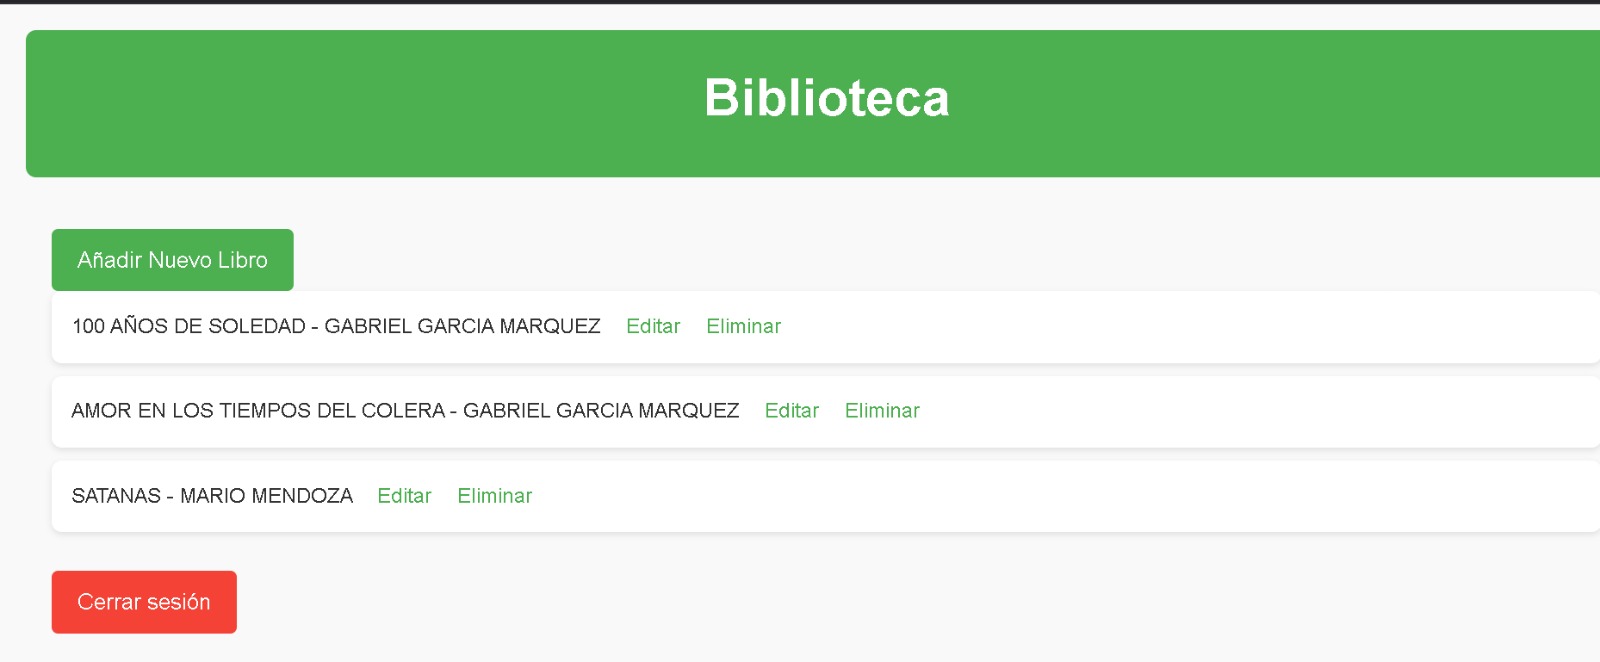 Biblioteca
Añadir Nuevo Libro
100 AÑOS DE SOLEDAD - GABRIEL GARCIA MARQUEZ Editar Eliminar
AMOR EN LOS TIEMPOS DEL COLERA - GABRIEL GARCIA MARQUEZ Editar Eliminar
SATANAS - MARIO MENDOZA Editar Eliminar
Cerrar sesión